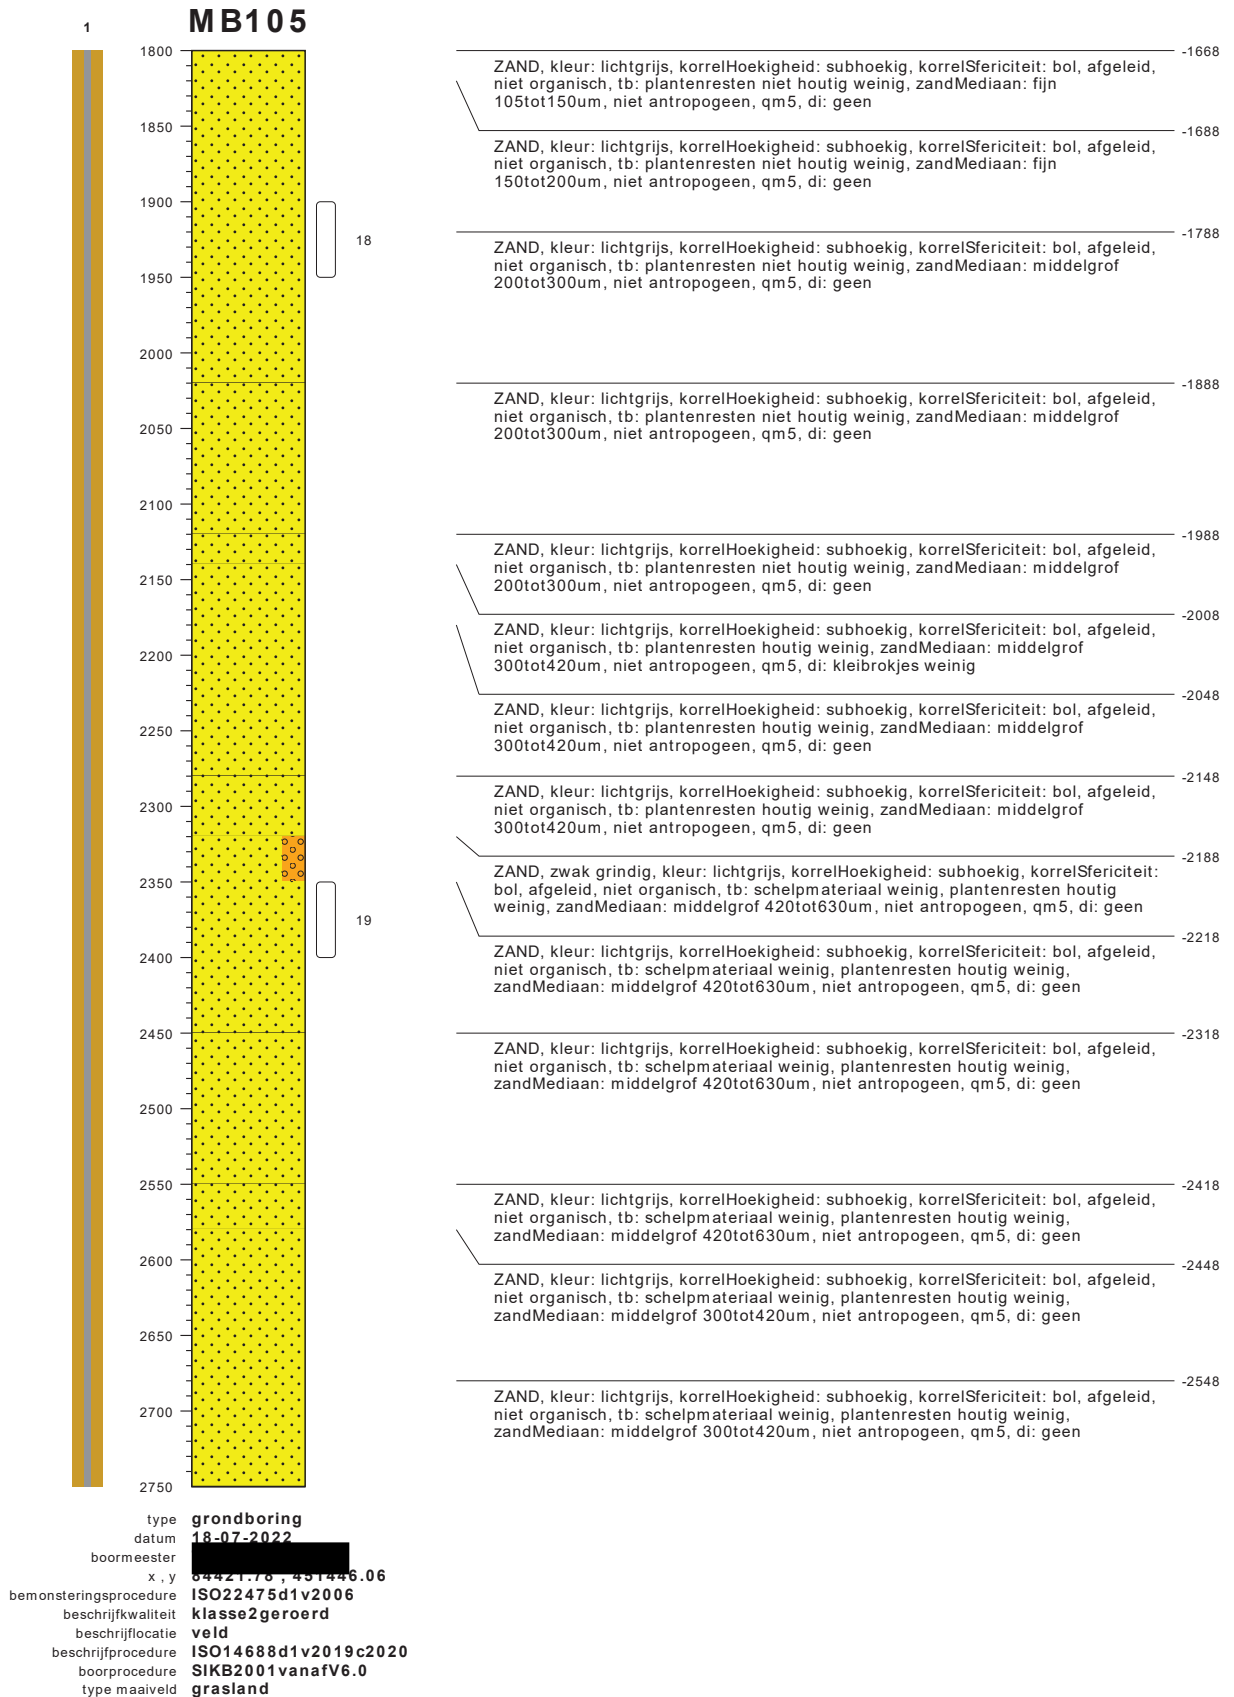 1
MB105
1800
1850
1900
1950
2000
2050
2100
2150
2200
2250
2300
2350
2400
2450
2500
2550
2600
2650
2700
2750
18
19
-1668
ZAND, kleur: lichtgrijs, korrelHoekigheid: subhoekig, korrelSfericiteit: bol, afgeleid,
niet organisch, tb: plantenresten niet houtig weinig, zandMediaan: fijn
105tot150um, niet antropogeen, qm5, di: geen
-1688
ZAND, kleur: lichtgrijs, korrelHoekigheid: subhoekig, korrelSfericiteit: bol, afgeleid,
niet organisch, tb: plantenresten niet houtig weinig, zandMediaan: fijn
150tot200um, niet antropogeen, qm5, di: geen
-1788
ZAND, kleur: lichtgrijs, korrelHoekigheid: subhoekig, korrelSfericiteit: bol, afgeleid,
niet organisch, tb: plantenresten niet houtig weinig, zandMediaan: middelgrof
200tot300um, niet antropogeen, qm5, di: geen
-1888
ZAND, kleur: lichtgrijs, korrelHoekigheid: subhoekig, korrelSfericiteit: bol, afgeleid,
niet organisch, tb: plantenresten niet houtig weinig, zandMediaan: middelgrof
200tot300um, niet antropogeen, qm5, di: geen
-1988
ZAND, kleur: lichtgrijs, korrelHoekigheid: subhoekig, korrelSfericiteit: bol, afgeleid,
niet organisch, tb: plantenresten niet houtig weinig, zandMediaan: middelgrof
200tot300um, niet antropogeen, qm5, di: geen
-2008
ZAND, kleur: lichtgrijs, korrelHoekigheid: subhoekig, korrelSfericiteit: bol, afgeleid,
niet organisch, tb: plantenresten houtig weinig, zandMediaan: middelgrof
300tot420um, niet antropogeen, qm5, di: kleibrokjes weinig
-2048
ZAND, kleur: lichtgrijs, korrelHoekigheid: subhoekig, korrelSfericiteit: bol, afgeleid,
niet organisch, tb: plantenresten houtig weinig, zandMediaan: middelgrof
300tot420um, niet antropogeen, qm5, di: geen
-2148
ZAND, kleur: lichtgrijs, korrelHoekigheid: subhoekig, korrelSfericiteit: bol, afgeleid,
niet organisch, tb: plantenresten houtig weinig, zandMediaan: middelgrof
300tot420um, niet antropogeen, qm5, di: geen
-2188
ZAND, zwak grindig, kleur: lichtgrijs, korrelHoekigheid: subhoekig, korrelSfericiteit:
bol, afgeleid, niet organisch, tb: schelpmateriaal weinig, plantenresten houtig
weinig, zandMediaan: middelgrof 420tot630um, niet antropogeen, qm5, di: geen
-2218
ZAND, kleur: lichtgrijs, korrelHoekigheid: subhoekig, korrelSfericiteit: bol, afgeleid,
niet organisch, tb: schelpmateriaal weinig, plantenresten houtig weinig,
zandMediaan: middelgrof 420tot630um, niet antropogeen, qm5, di: geen
-2318
ZAND, kleur: lichtgrijs, korrelHoekigheid: subhoekig, korrelSfericiteit: bol, afgeleid,
niet organisch, tb: schelpmateriaal weinig, plantenresten houtig weinig,
zandMediaan: middelgrof 420tot630um, niet antropogeen, qm5, di: geen
-2418
ZAND, kleur: lichtgrijs, korrelHoekigheid: subhoekig, korrelSfericiteit: bol, afgeleid,
niet organisch, tb: schelpmateriaal weinig, plantenresten houtig weinig,
zandMediaan: middelgrof 420tot630um, niet antropogeen, qm5, di: geen
-2448
ZAND, kleur: lichtgrijs, korrelHoekigheid: subhoekig, korrelSfericiteit: bol, afgeleid,
niet organisch, tb: schelpmateriaal weinig, plantenresten houtig weinig,
zandMediaan: middelgrof 300tot420um, niet antropogeen, qm5, di: geen
-2548
ZAND, kleur: lichtgrijs, korrelHoekigheid: subhoekig, korrelSfericiteit: bol, afgeleid,
niet organisch, tb: schelpmateriaal weinig, plantenresten houtig weinig,
zandMediaan: middelgrof 300tot420um, niet antropogeen, qm5, di: geen
type grondboring
datum 18-07-2022
boormeester
x , y 84421.78 , 451446.06
bemonsteringsprocedure ISO22475d1v2006
beschrijfkwaliteit klasse2geroerd
beschrijflocatie veld
beschrijfprocedure ISO14688d1v2019c2020
boorprocedure SIKB2001vanafV6.0
type maaiveld grasland